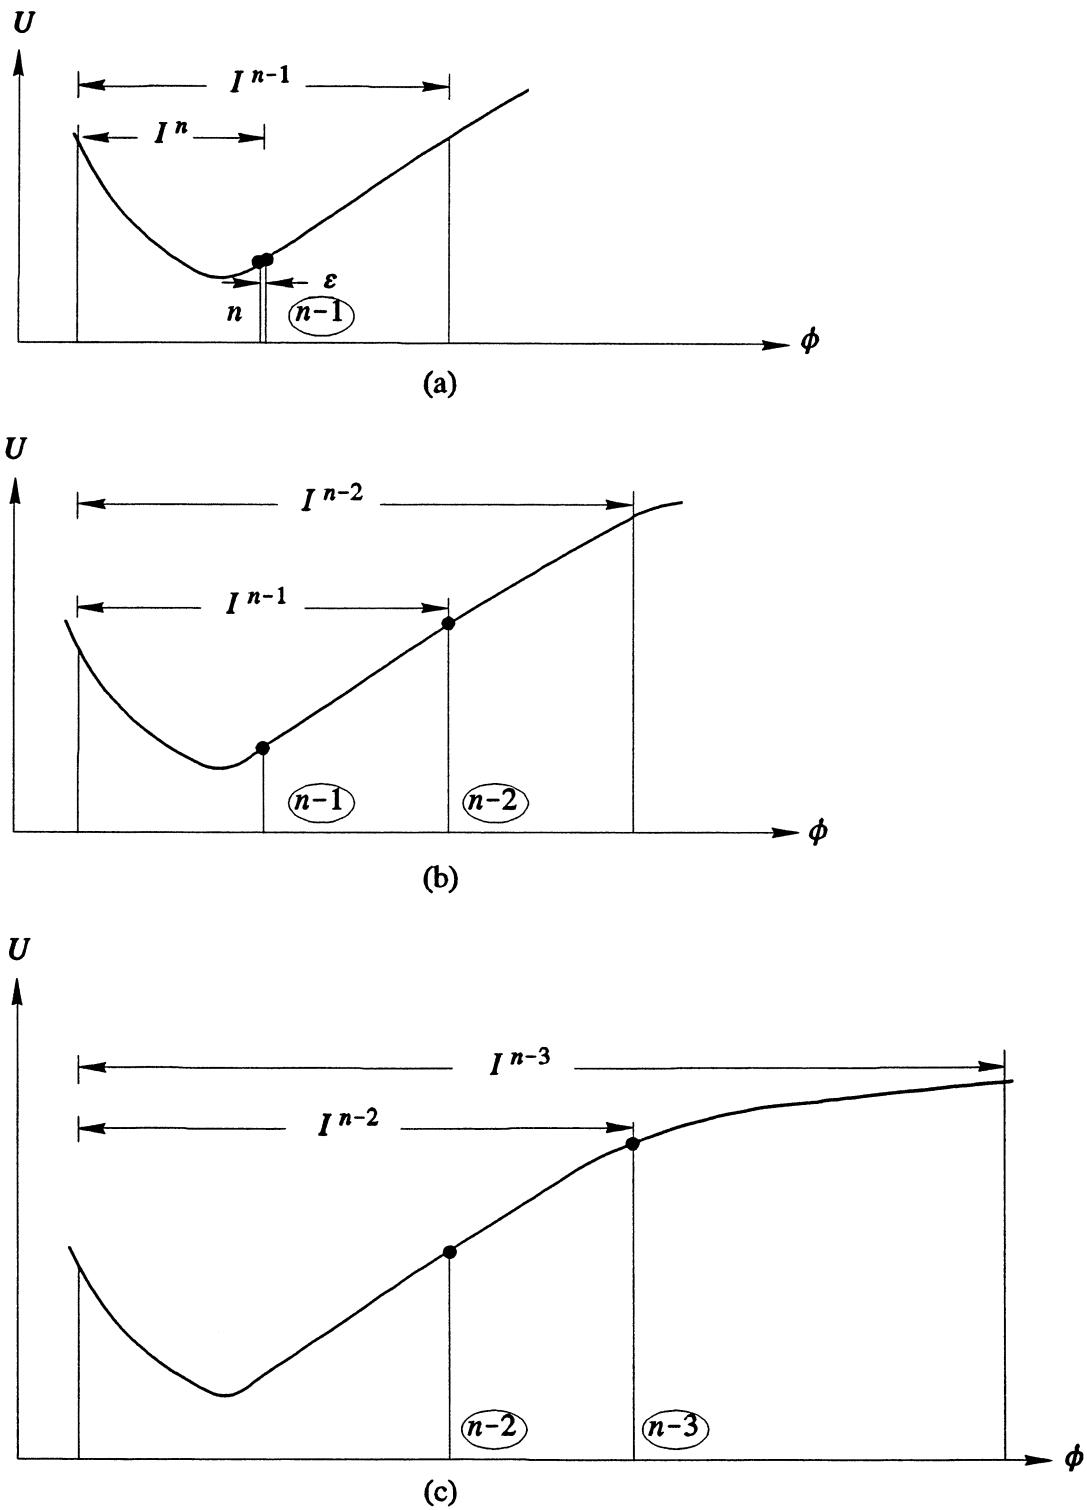 U
I n-1
I n
ε
n n-1
ϕ
(a)
U
I n-2
I n-1
n-1 n-2
ϕ
(b)
U
I n-3
I n-2
n-2 n-3
ϕ
(c)